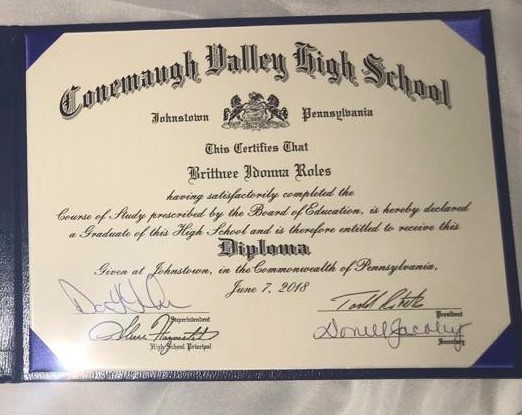 Conemaugh Valley High School
Johnstown Pennsylvania
This Certifies That
Brittnee Idonna Roles
having satisfactorily completed the
Course of Study prescribed by the Board of Education, is hereby declared
a Graduate of this High School and is therefore entitled to receive this
Diploma
Given at Johnstown, in the Commonwealth of Pennsylvania,
June 7, 2018
Superintendent
President
High School Principal
Secretary